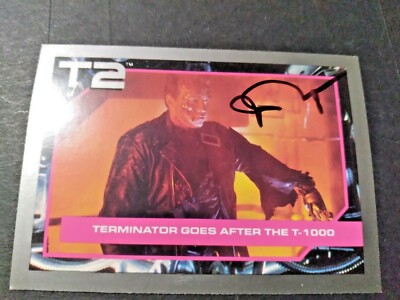 T2
TERMINATOR GOES AFTER THE T-1000